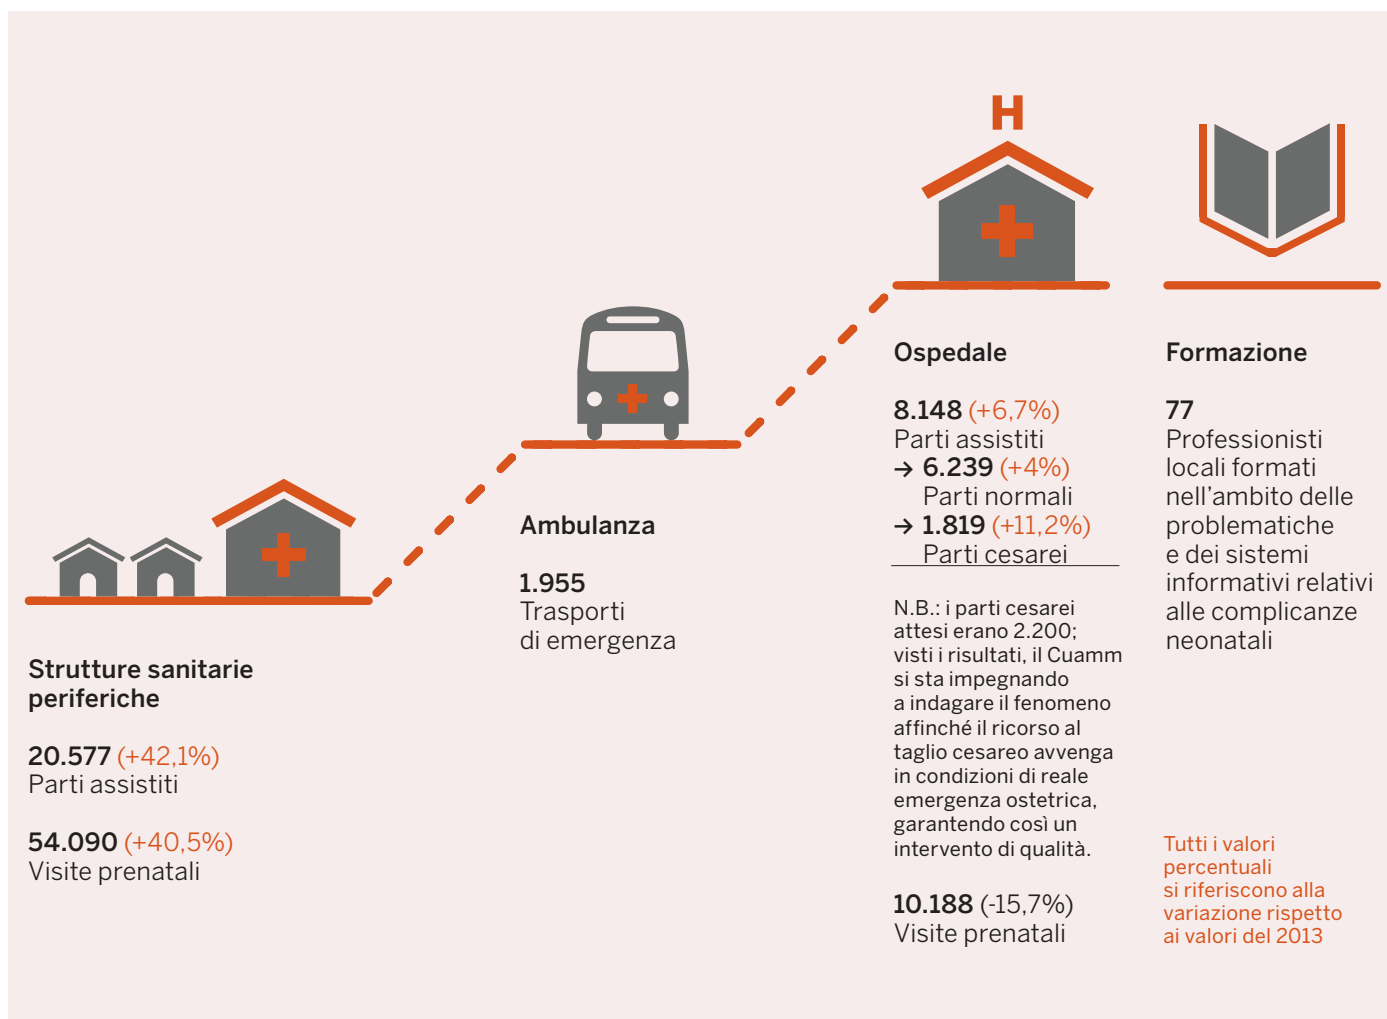 Strutture sanitarie
periferiche
20.577 (+42,1%)
Parti assistiti
54.090 (+40,5%)
Visite prenatali
Ambulanza
1.955
Trasporti
di emergenza
H
Ospedale
8.148 (+6,7%)
Parti assistiti
→ 6.239 (+4%)
Parti normali
→ 1.819 (+11,2%)
Parti cesarei
N.B.: i parti cesarei
attesi erano 2.200;
visti i risultati, il Cuamm
si sta impegnando
a indagare il fenomeno
affinché il ricorso al
taglio cesareo avvenga
in condizioni di reale
emergenza ostetrica,
garantendo così un
intervento di qualità.
10.188 (-15,7%)
Visite prenatali
Formazione
77
Professionisti
locali formati
nell'ambito delle
problematiche
e dei sistemi
informativi relativi
alle complicanze
neonatali
Tutti i valori
percentuali
si riferiscono alla
variazione rispetto
ai valori del 2013